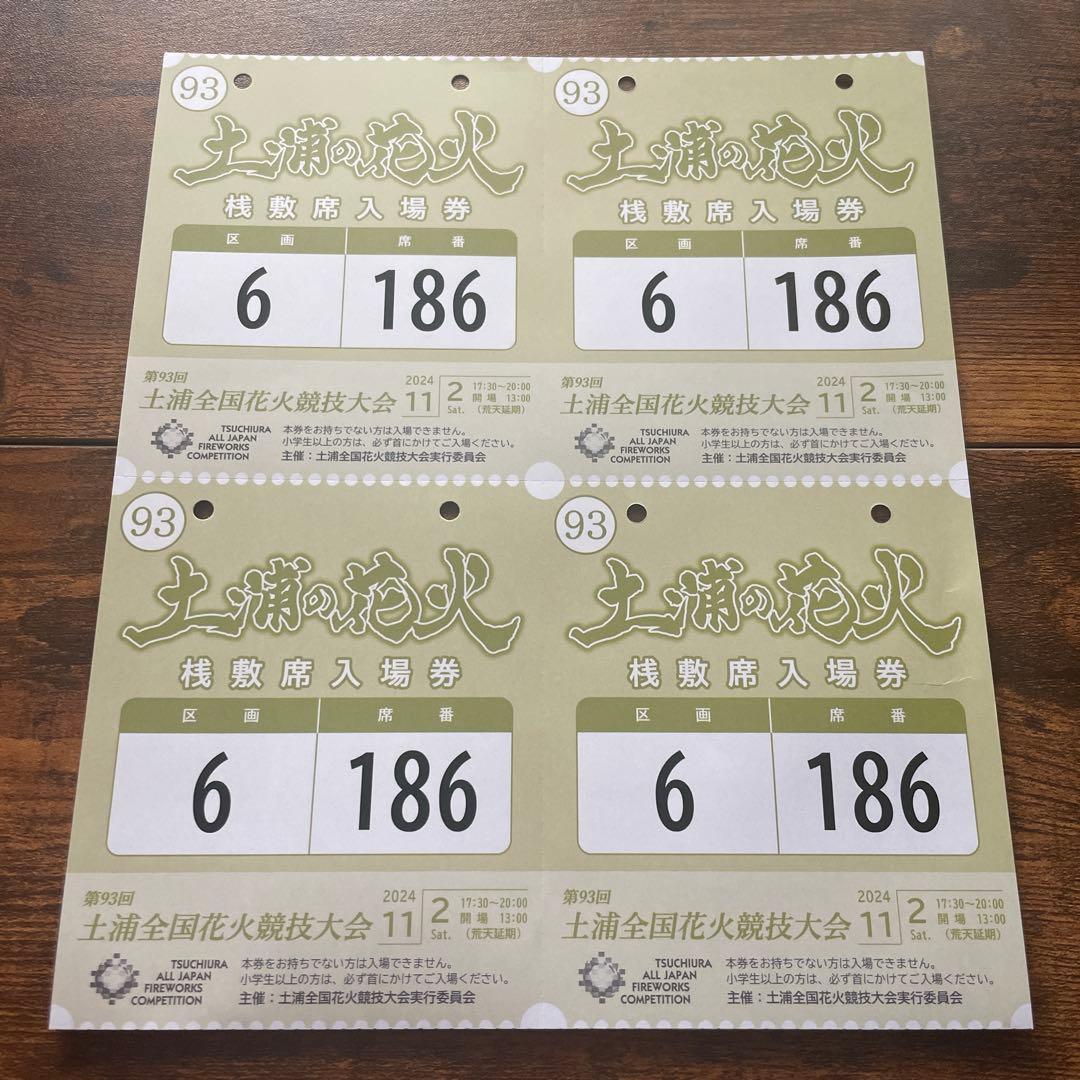 93
土浦の花火
桟敷席入場券
区画 席番
6 186
第93回
土浦全国花火競技大会
2024
11 2 Sat.
17:30〜20:00
開場 13:00
(荒天延期)
TSUCHIURA
ALL JAPAN
FIREWORKS
COMPETITION
本券をお持ちでない方は入場できません。
小学生以上の方は、必ず首にかけてご入場ください。
主催：土浦全国花火競技大会実行委員会
93
土浦の花火
桟敷席入場券
区画 席番
6 186
第93回
土浦全国花火競技大会
2024
11 2 Sat.
17:30〜20:00
開場 13:00
(荒天延期)
TSUCHIURA
ALL JAPAN
FIREWORKS
COMPETITION
本券をお持ちでない方は入場できません。
小学生以上の方は、必ず首にかけてご入場ください。
主催：土浦全国花火競技大会実行委員会
93
土浦の花火
桟敷席入場券
区画 席番
6 186
第93回
土浦全国花火競技大会
2024
11 2 Sat.
17:30〜20:00
開場 13:00
(荒天延期)
TSUCHIURA
ALL JAPAN
FIREWORKS
COMPETITION
本券をお持ちでない方は入場できません。
小学生以上の方は、必ず首にかけてご入場ください。
主催：土浦全国花火競技大会実行委員会
93
土浦の花火
桟敷席入場券
区画 席番
6 186
第93回
土浦全国花火競技大会
2024
11 2 Sat.
17:30〜20:00
開場 13:00
(荒天延期)
TSUCHIURA
ALL JAPAN
FIREWORKS
COMPETITION
本券をお持ちでない方は入場できません。
小学生以上の方は、必ず首にかけてご入場ください。
主催：土浦全国花火競技大会実行委員会